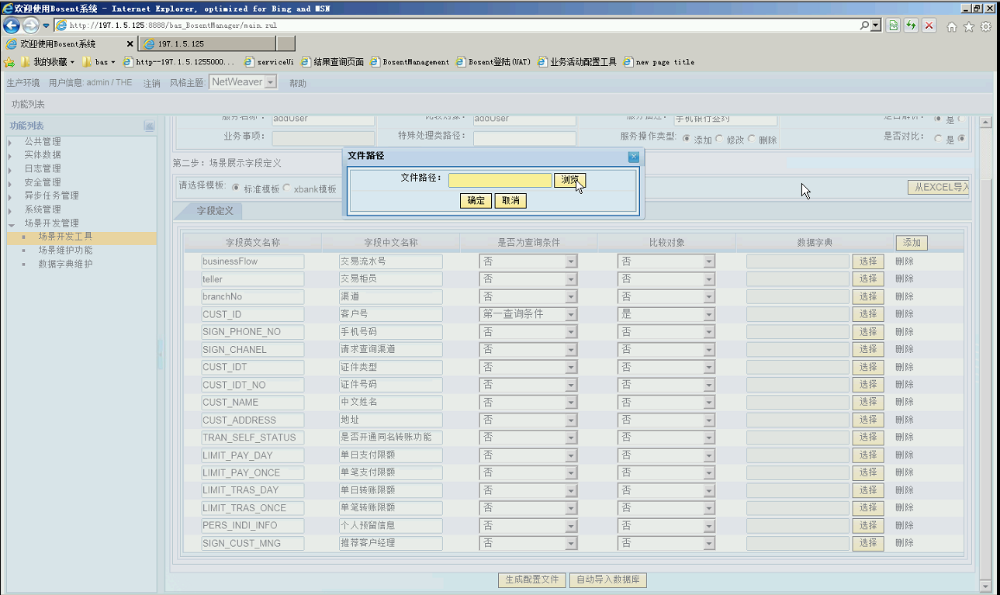 欢迎使用Bosent系统 - Internet Explorer, optimized for Bing and MSN
http://197.1.5.125:8888/bas_BosentManager/main.zul
欢迎使用Bosent系统 197.1.5.125
我的收藏 bas http--197.1.5.1255000... serviceUi 结果查询页面 BosentManagement Bosent登陆(UAT) 业务活动配置工具 new page title
生产环境 用户信息: admin / THE 注销 风格主题: NetWeaver 帮助
功能列表
功能列表
公共管理
实体数据
日志管理
安全管理
异步任务管理
系统管理
场景开发管理
场景开发工具
场景维护功能
数据字典维护
服务名称: addUser 比较对象: addUser 服务描述: 手机银行签约 是否解析: 是
业务事项: 特殊处理类路径: 服务操作类型: 添加 修改 删除 是否对比: 是
第二步：场景展示字段定义
请选择模板: 标准模板 xbank模板 从EXCEL导入
文件路径
文件路径: 浏览
确定 取消
字段定义
字段英文名称 字段中文名称 是否为查询条件 比较对象 数据字典 添加
businessFlow 交易流水号 否 否 选择 删除
teller 交易柜员 否 否 选择 删除
branchNo 渠道 否 否 选择 删除
CUST_ID 客户号 第一查询条件 是 选择 删除
SIGN_PHONE_NO 手机号码 否 否 选择 删除
SIGN_CHANEL 请求查询渠道 否 否 选择 删除
CUST_IDT 证件类型 否 否 选择 删除
CUST_IDT_NO 证件号码 否 否 选择 删除
CUST_NAME 中文姓名 否 否 选择 删除
CUST_ADDRESS 地址 否 否 选择 删除
TRAN_SELF_STATUS 是否开通同名转账功能 否 否 选择 删除
LIMIT_PAY_DAY 单日支付限额 否 否 选择 删除
LIMIT_PAY_ONCE 单笔支付限额 否 否 选择 删除
LIMIT_TRAS_DAY 单日转账限额 否 否 选择 删除
LIMIT_TRAS_ONCE 单笔转账限额 否 否 选择 删除
PERS_INDI_INFO 个人预留信息 否 否 选择 删除
SIGN_CUST_MNG 推荐客户经理 否 否 选择 删除
生成配置文件 自动导入数据库